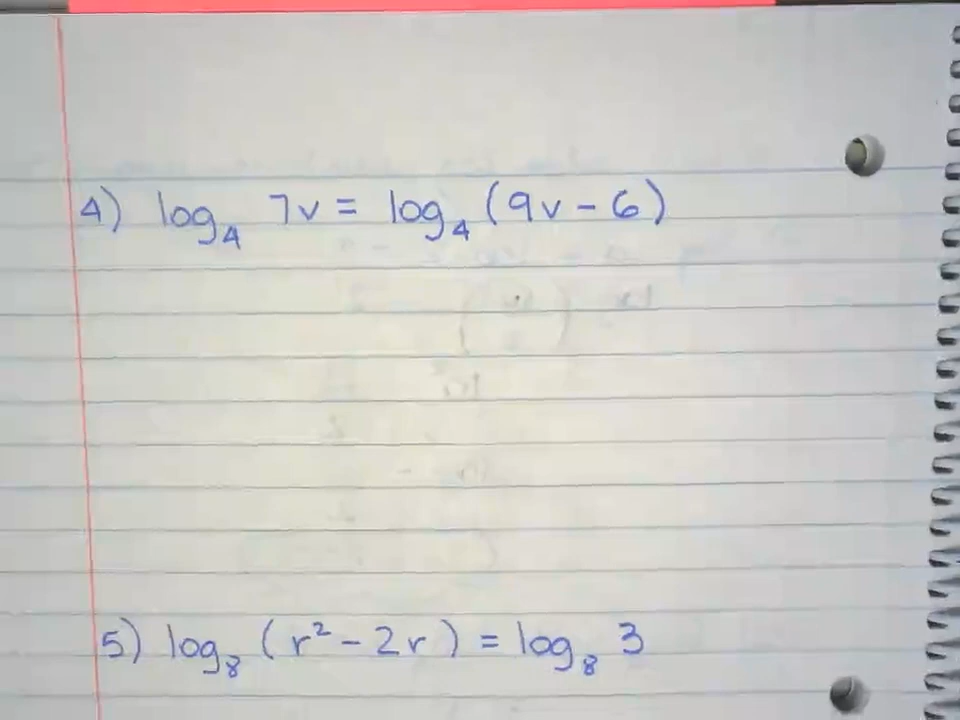 4) log₄ 7v = log₄ (9v - 6)
5) log₈ (r² - 2r) = log₈ 3